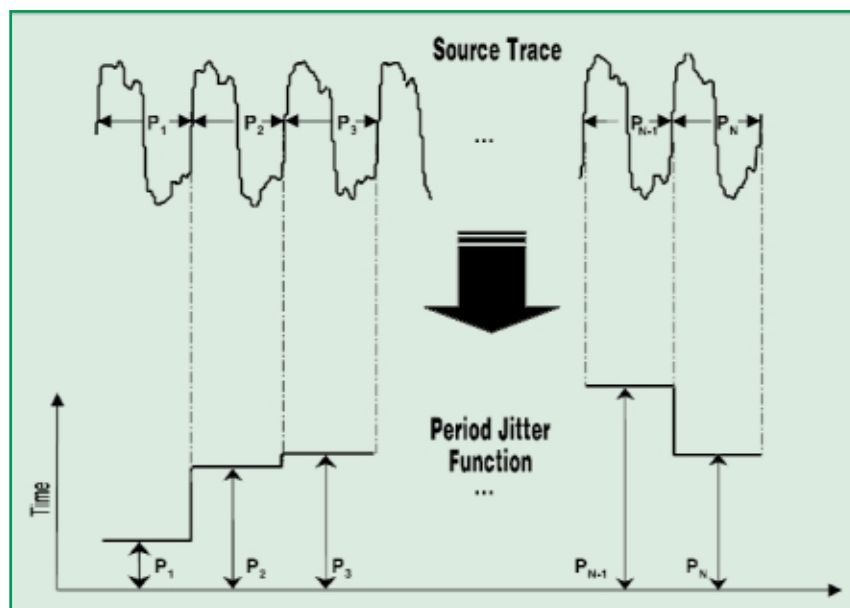 Source Trace
P1 P2 P3 ... PN-1 PN
Period Jitter
Function
...
Time
P1 P2 P3 PN-1 PN